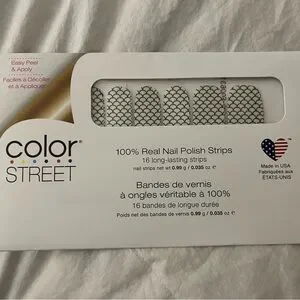 Easy Peel
& Apply
Faciles à Décoller
et à Appliquer
color
STREET
100% Real Nail Polish Strips
16 long-lasting strips
nail strips net wt 0.99 g / 0.035 oz e
Made in USA
Fabriquées aux
ÉTATS-UNIS
Bandes de vernis
à ongles véritable à 100%
16 bandes de longue durée
Poids net des bandes de vernis 0.99 g / 0.035 oz e